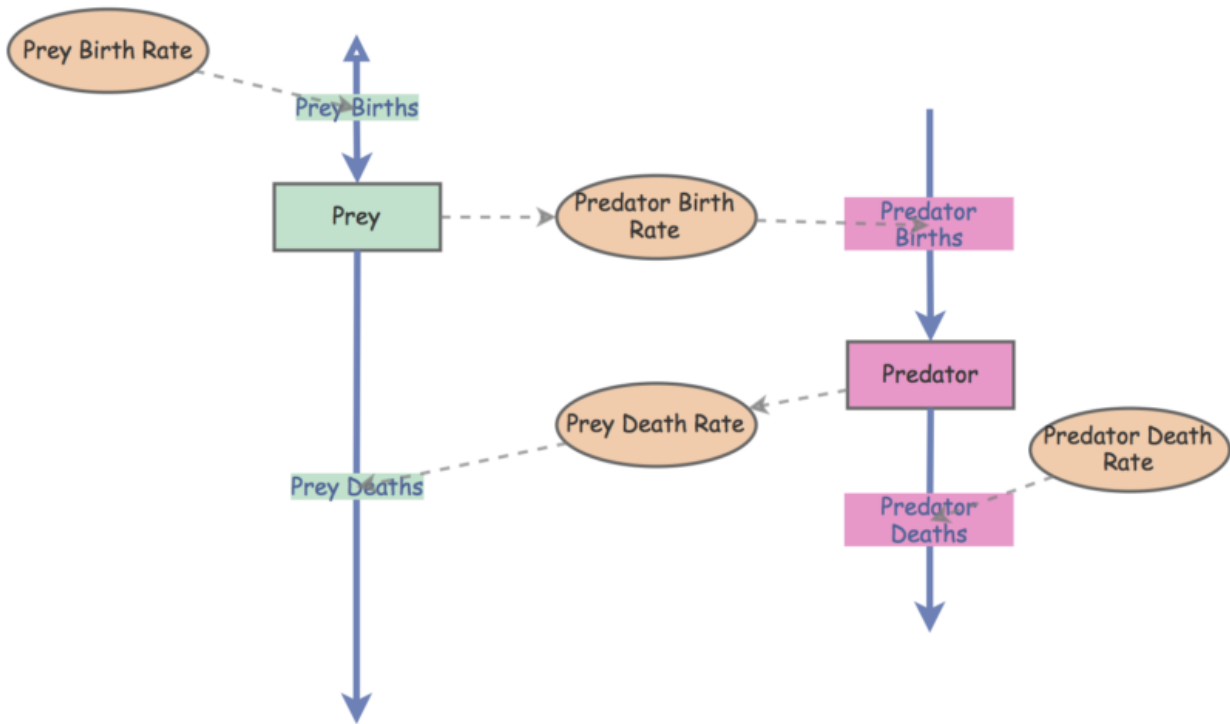 Prey Birth Rate
Prey Births
Prey
Predator Birth
Rate
Predator
Births
Predator
Prey Death Rate
Predator Death
Rate
Prey Deaths
Predator
Deaths